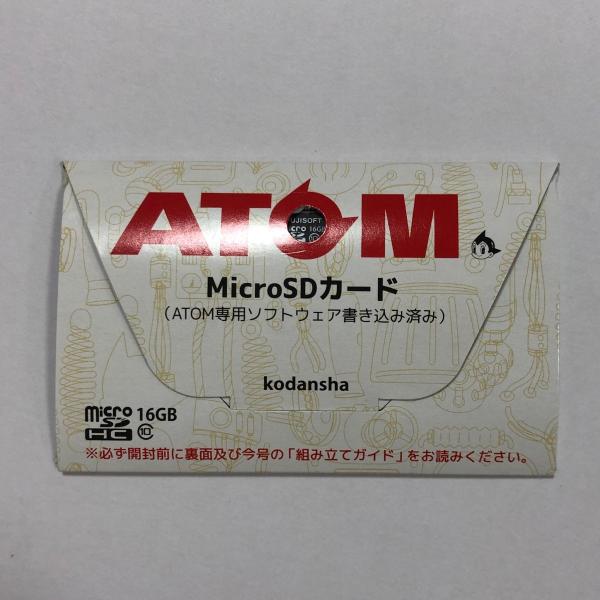 ATOM
UJISOFT
cro 16GB
10
MicroSDカード
（ATOM専用ソフトウェア書き込み済み）
kodansha
micro SD HC 10 16GB
※必ず開封前に裏面及び今号の「組み立てガイド」をお読みください。